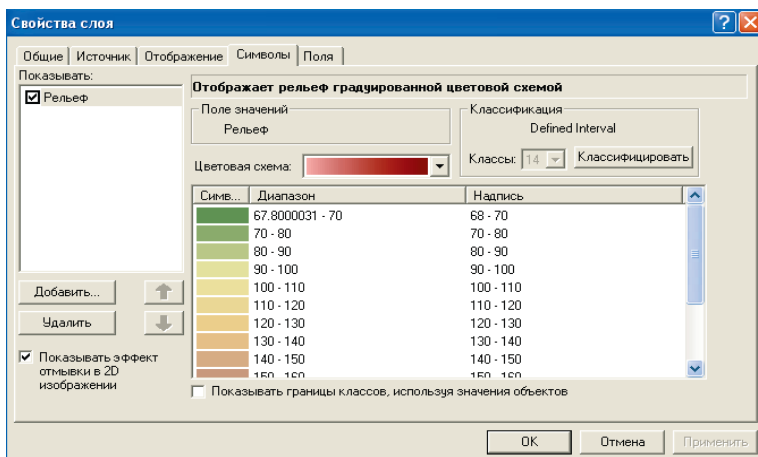 Свойства слоя
Общие Источник Отображение Символы Поля
Показывать:
Рельеф
Отображает рельеф градуированной цветовой схемой
Поле значений
Рельеф
Классификация
Defined Interval
Классы: 14 Классифицировать
Цветовая схема:
Симв... Диапазон Надпись
67.8000031 - 70 68 - 70
70 - 80 70 - 80
80 - 90 80 - 90
90 - 100 90 - 100
100 - 110 100 - 110
110 - 120 110 - 120
120 - 130 120 - 130
130 - 140 130 - 140
140 - 150 140 - 150
150 - 160 150 - 160
Добавить...
Удалить
Показывать эффект
отмывки в 2D
изображении
Показывать границы классов, используя значения объектов
OK Отмена Применить